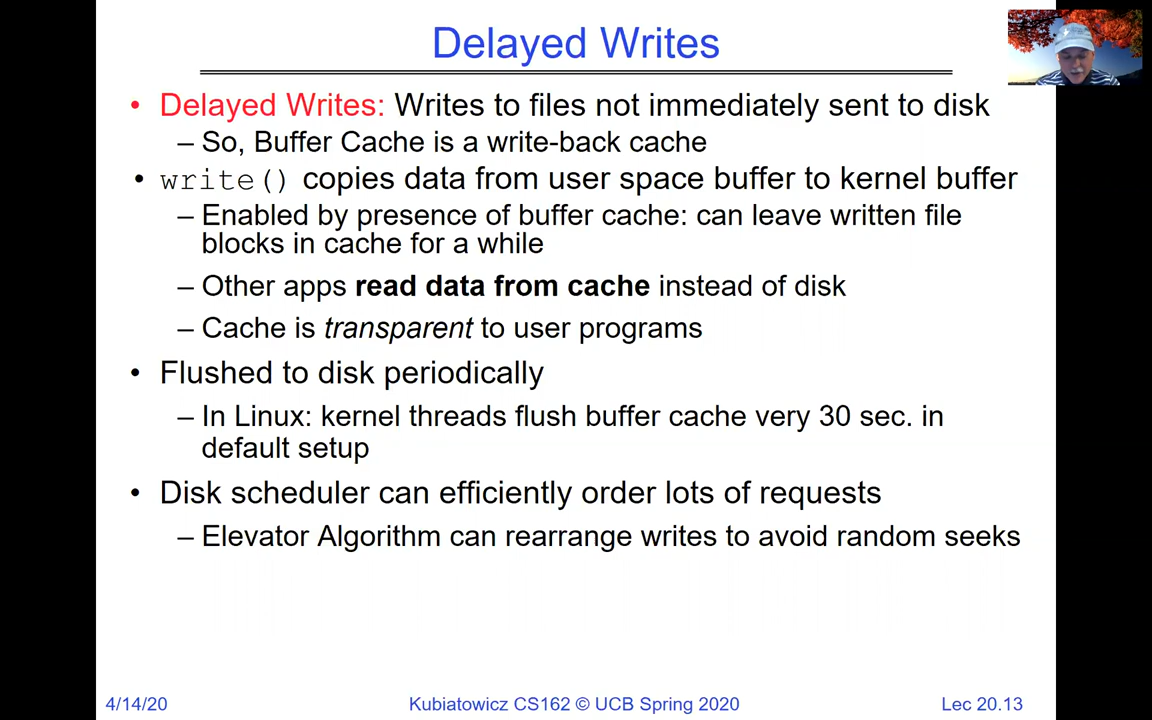 Delayed Writes
• Delayed Writes: Writes to files not immediately sent to disk
– So, Buffer Cache is a write-back cache
• write() copies data from user space buffer to kernel buffer
– Enabled by presence of buffer cache: can leave written file
blocks in cache for a while
– Other apps read data from cache instead of disk
– Cache is transparent to user programs
• Flushed to disk periodically
– In Linux: kernel threads flush buffer cache very 30 sec. in
default setup
• Disk scheduler can efficiently order lots of requests
– Elevator Algorithm can rearrange writes to avoid random seeks
4/14/20 Kubiatowicz CS162 © UCB Spring 2020 Lec 20.13